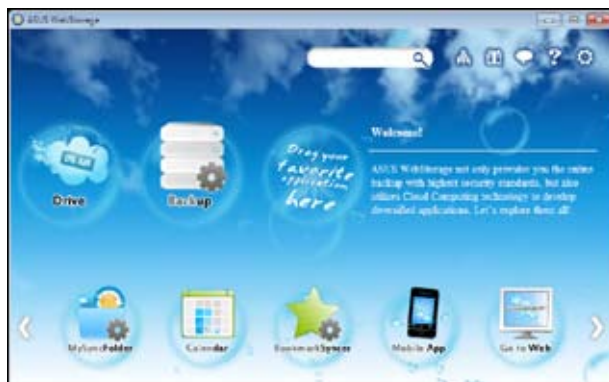 ASUS WebStorage
Drive
Backup
Drag your
favorite
application
here
Welcome!
ASUS WebStorage not only provides you the online
backup with highest security standards, but also
utilizes Cloud Computing technology to develop
diversified applications. Let's explore them all!
MySyncFolder
Calendar
BookmarkSyncer
Mobile App
Go to Web